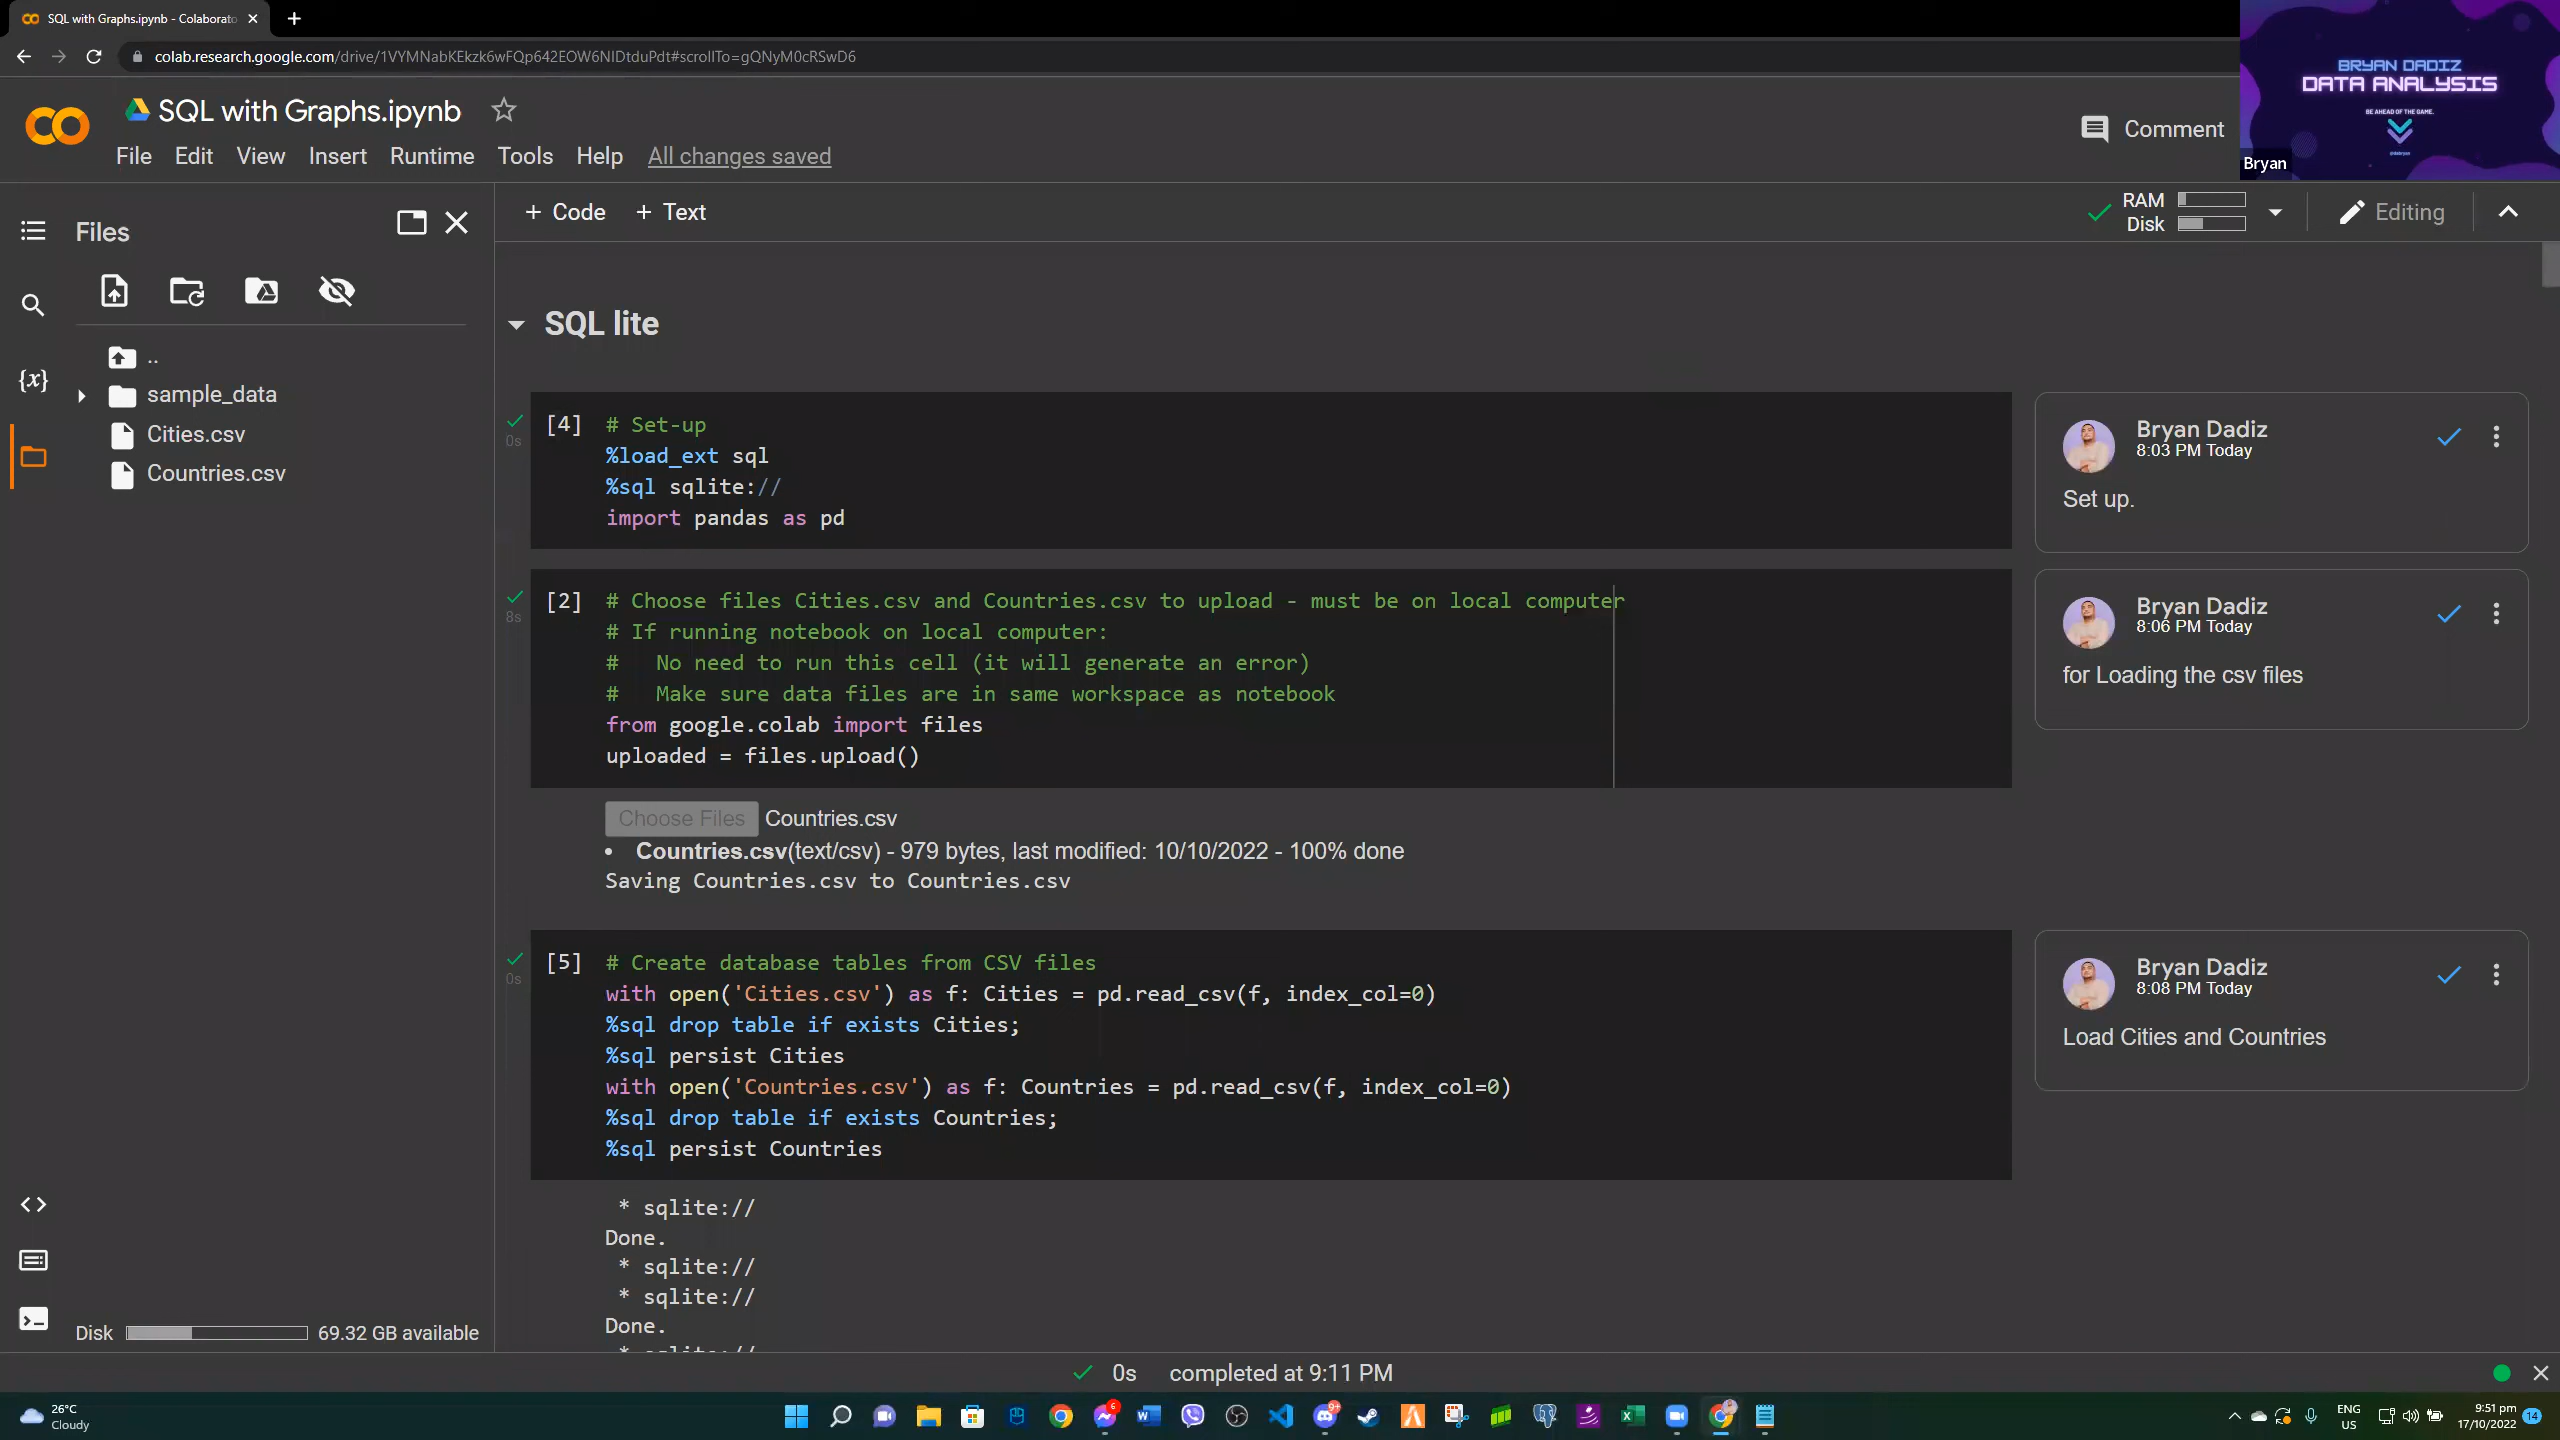 SQL with Graphs.ipynb - Colaborato
colab.research.google.com/drive/1VYMNabKEkzk6wFQp642EOW6NIDtduPdt#scrollTo=gQNyM0cRSwD6
BRYAN DADIZ
DATA ANALYSIS
BE AHEAD OF THE GAME.
Bryan
SQL with Graphs.ipynb
Comment
File Edit View Insert Runtime Tools Help All changes saved
+ Code + Text
RAM
Disk
Editing
Files
..
sample_data
Cities.csv
Countries.csv
Disk 69.32 GB available
SQL lite
[4] # Set-up
%load_ext sql
%sql sqlite://
import pandas as pd
0s
Bryan Dadiz
8:03 PM Today
Set up.
[2] # Choose files Cities.csv and Countries.csv to upload - must be on local computer
# If running notebook on local computer:
#   No need to run this cell (it will generate an error)
#   Make sure data files are in same workspace as notebook
from google.colab import files
uploaded = files.upload()
8s
Bryan Dadiz
8:06 PM Today
for Loading the csv files
Choose Files Countries.csv
• Countries.csv(text/csv) - 979 bytes, last modified: 10/10/2022 - 100% done
Saving Countries.csv to Countries.csv
[5] # Create database tables from CSV files
with open('Cities.csv') as f: Cities = pd.read_csv(f, index_col=0)
%sql drop table if exists Cities;
%sql persist Cities
with open('Countries.csv') as f: Countries = pd.read_csv(f, index_col=0)
%sql drop table if exists Countries;
%sql persist Countries
0s
Bryan Dadiz
8:08 PM Today
Load Cities and Countries
* sqlite://
Done.
* sqlite://
* sqlite://
Done.
0s completed at 9:11 PM
26°C
Cloudy
ENG
US
9:51 pm
17/10/2022
14